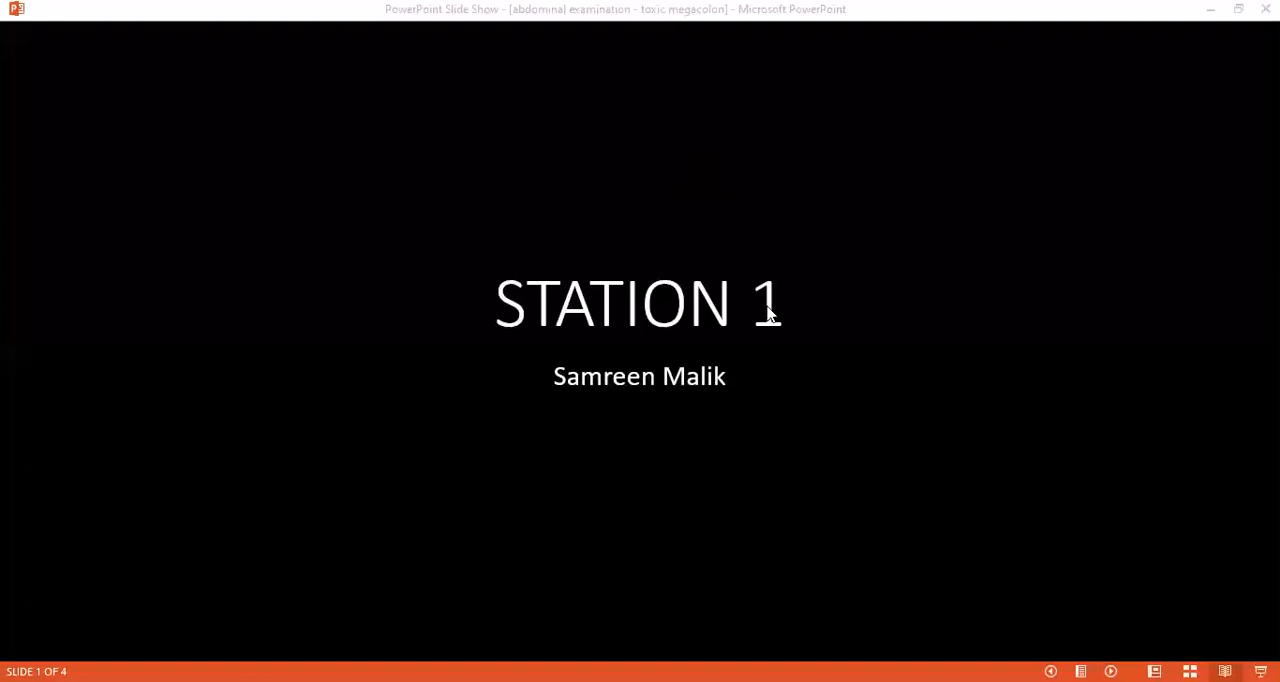 PowerPoint Slide Show - [abdominal examination - toxic megacolon] - Microsoft PowerPoint
STATION 1
Samreen Malik
SLIDE 1 OF 4